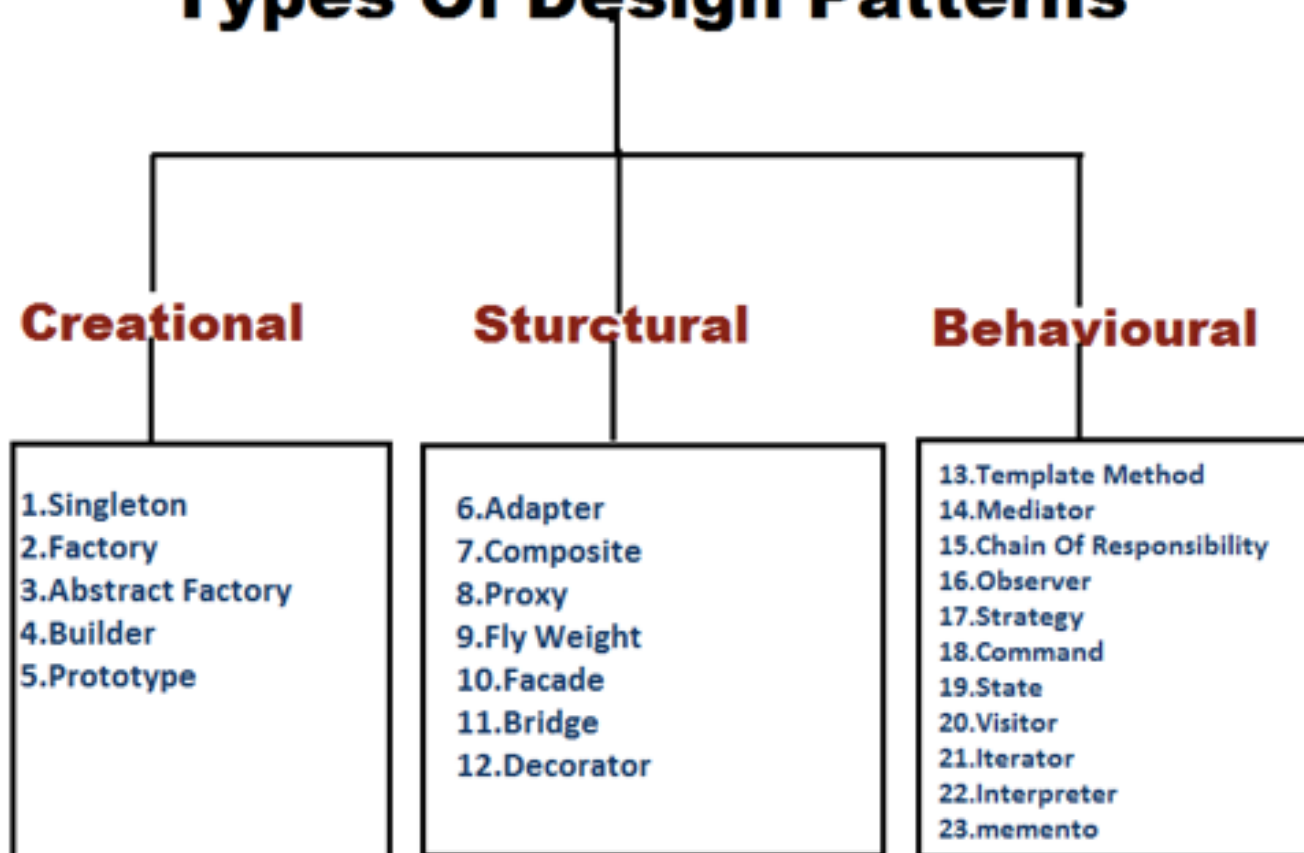 Types Of Design Patterns
Creational
Sturctural
Behavioural
1.Singleton
2.Factory
3.Abstract Factory
4.Builder
5.Prototype
6.Adapter
7.Composite
8.Proxy
9.Fly Weight
10.Facade
11.Bridge
12.Decorator
13.Template Method
14.Mediator
15.Chain Of Responsibility
16.Observer
17.Strategy
18.Command
19.State
20.Visitor
21.Iterator
22.Interpreter
23.memento